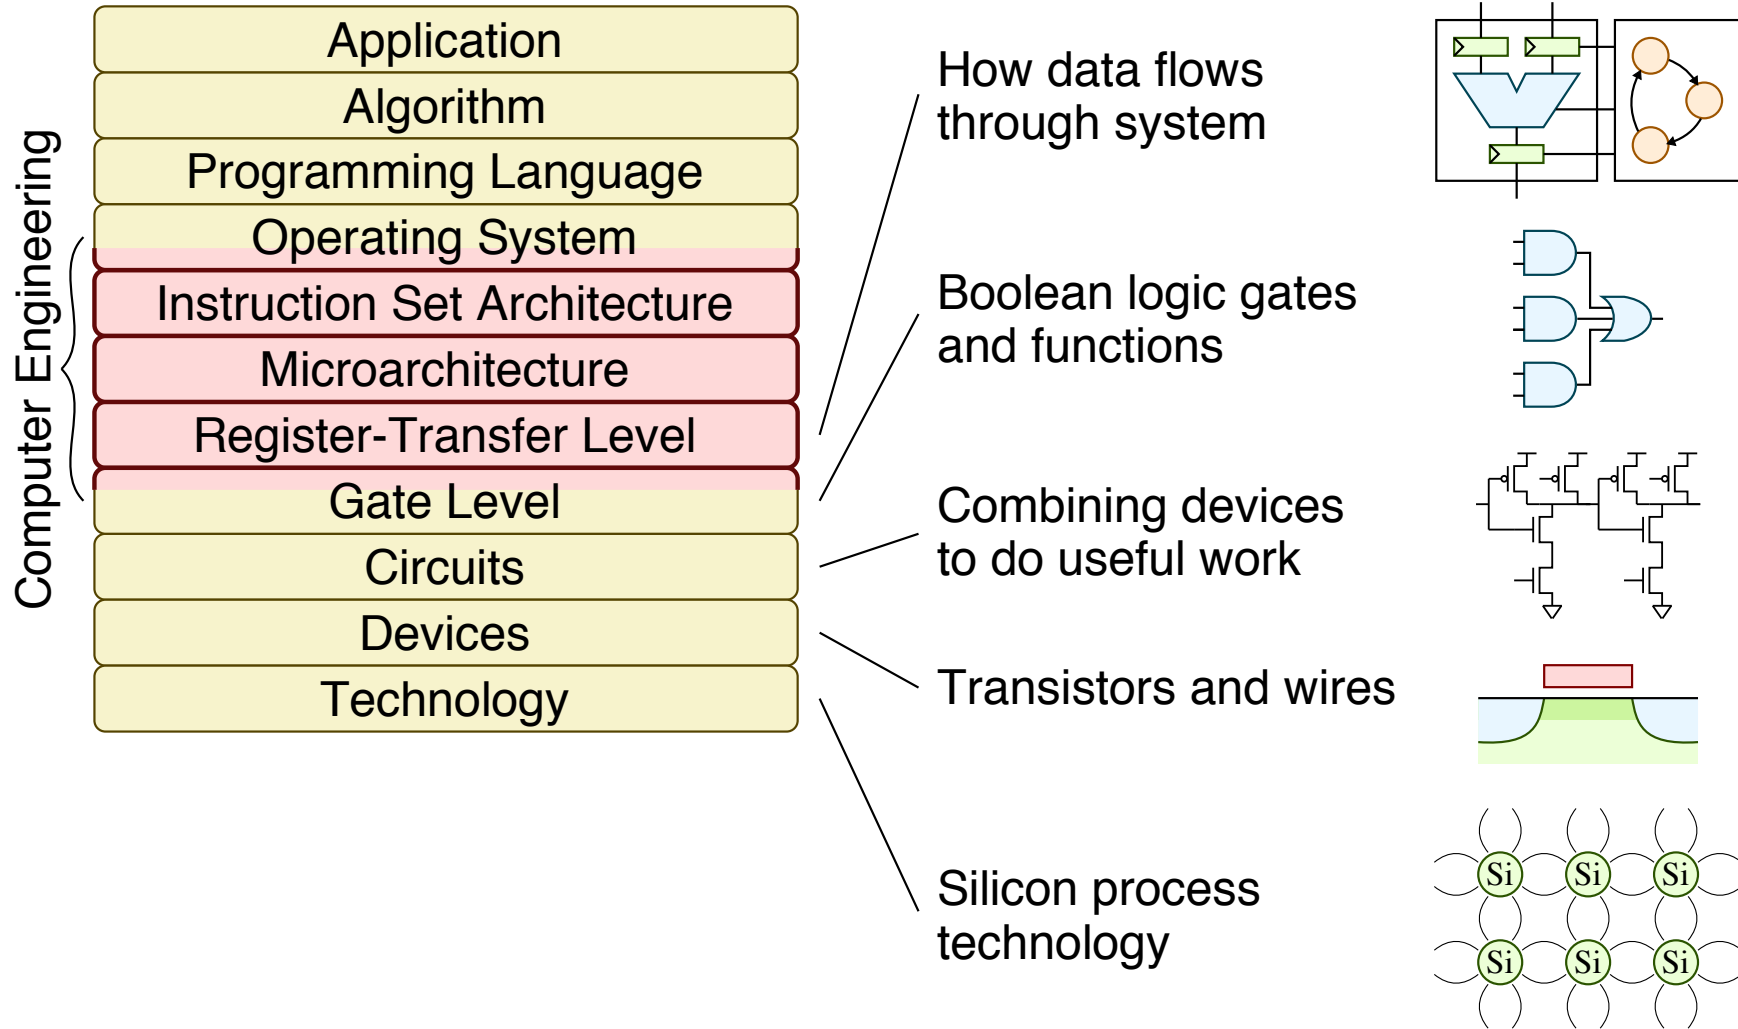 Computer Engineering
Application
Algorithm
Programming Language
Operating System
Instruction Set Architecture
Microarchitecture
Register-Transfer Level
Gate Level
Circuits
Devices
Technology
How data flows
through system
Boolean logic gates
and functions
Combining devices
to do useful work
Transistors and wires
Silicon process
technology
Si Si Si
Si Si Si